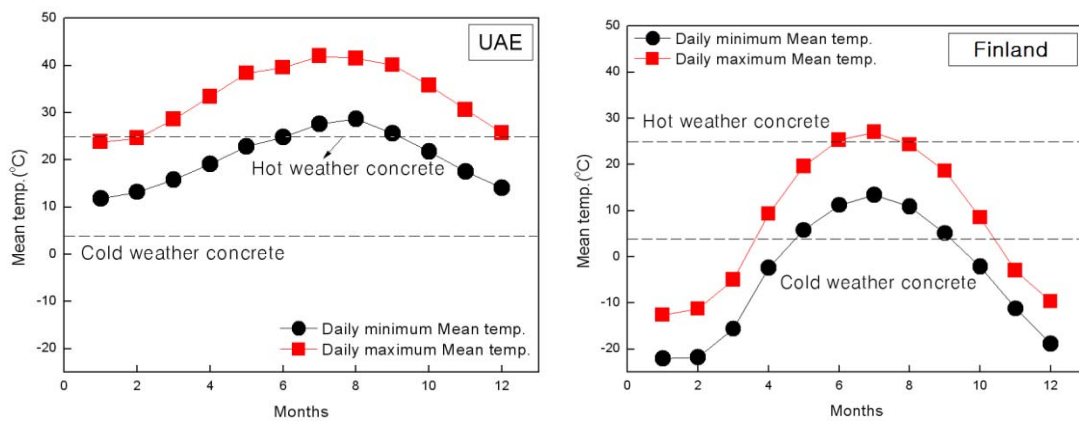 50
40
30
20
10
0
-10
-20
Mean temp.(°C)
UAE
Hot weather concrete
Cold weather concrete
Daily minimum Mean temp.
Daily maximum Mean temp.
0 2 4 6 8 10 12
Months
50
40
30
20
10
0
-10
-20
Mean temp.(°C)
Daily minimum Mean temp.
Daily maximum Mean temp.
Finland
Hot weather concrete
Cold weather concrete
0 2 4 6 8 10 12
Months